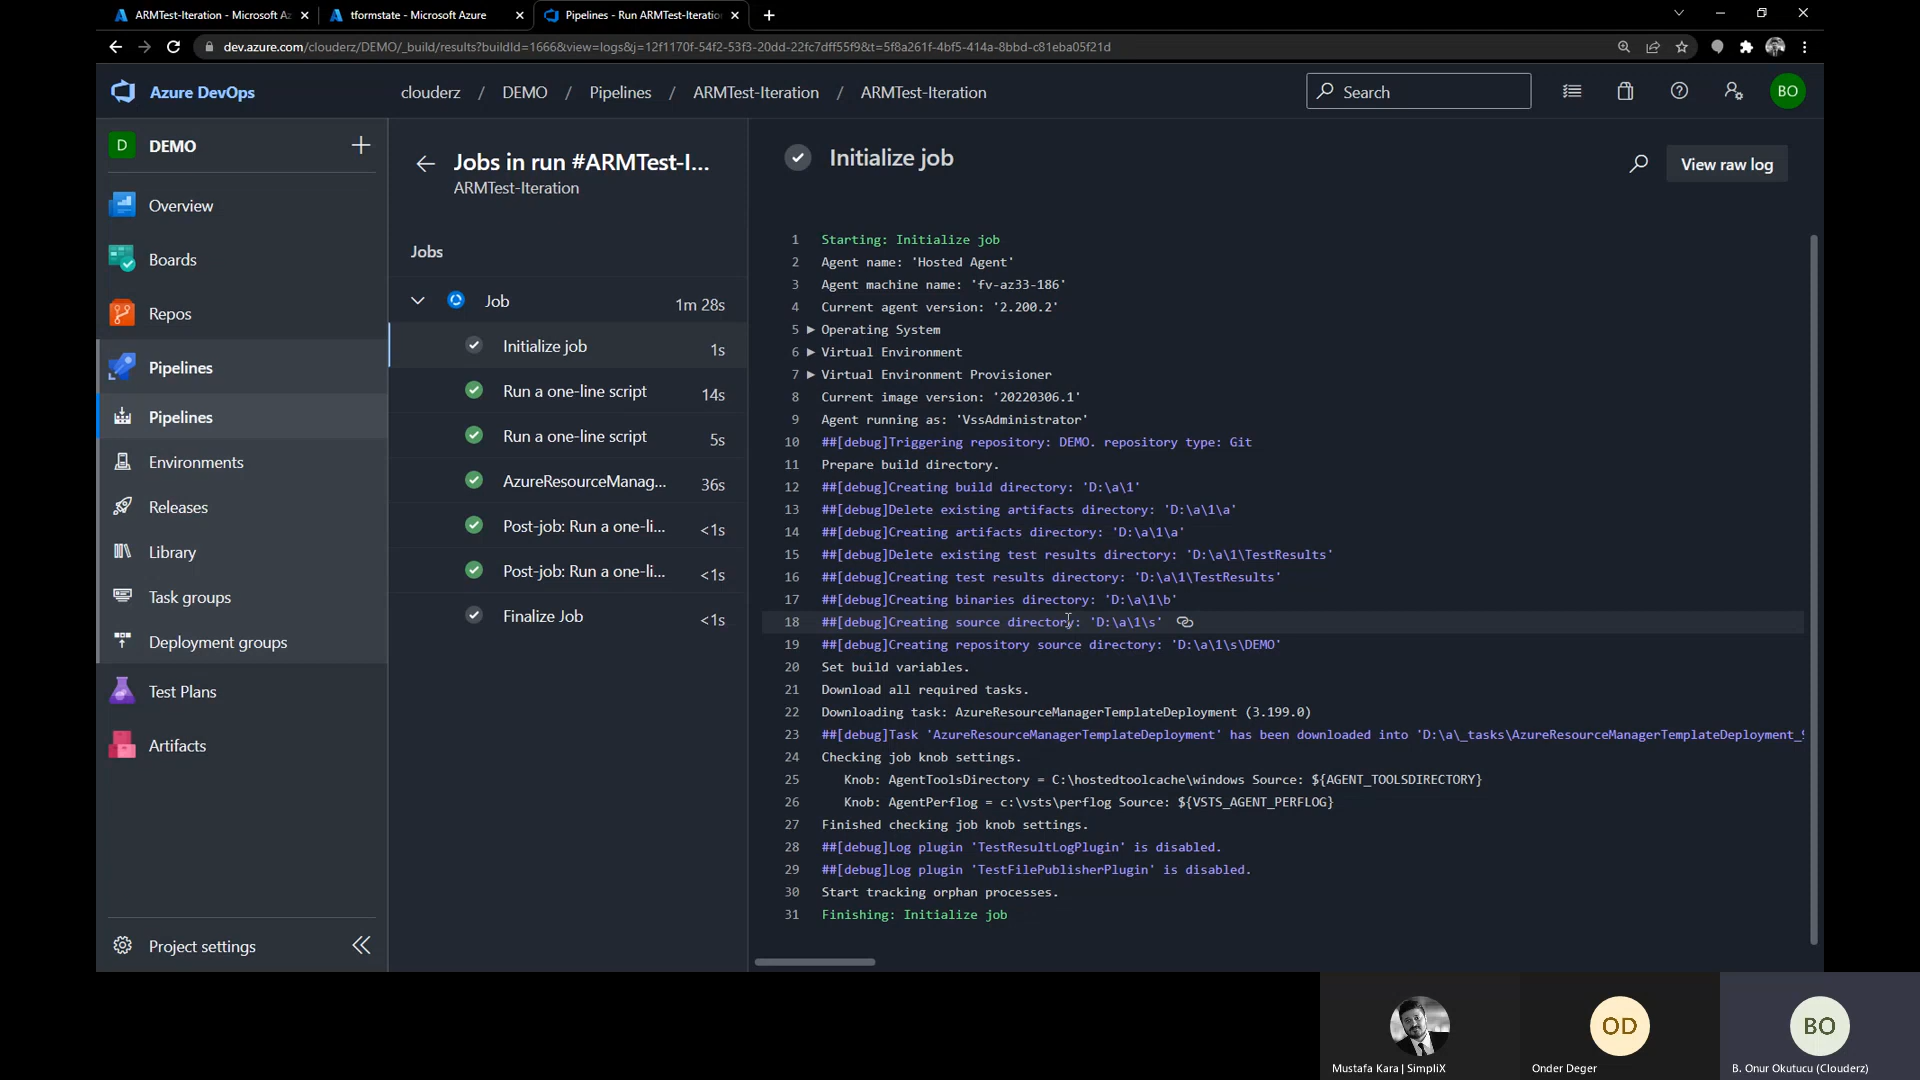 ARMTest-Iteration - Microsoft Az
tformstate - Microsoft Azure
Pipelines - Run ARMTest-Iteratio
dev.azure.com/clouderz/DEMO/_build/results?buildId=1666&view=logs&j=12f1170f-54f2-53f3-20dd-22fc7dff55f9&t=5f8a261f-4bf5-414a-8bbd-c81eba05f21d
Azure DevOps
clouderz / DEMO / Pipelines / ARMTest-Iteration / ARMTest-Iteration
Search
BO
D DEMO
Overview
Boards
Repos
Pipelines
Pipelines
Environments
Releases
Library
Task groups
Deployment groups
Test Plans
Artifacts
Project settings
Jobs in run #ARMTest-I...
ARMTest-Iteration
Jobs
Job 1m 28s
Initialize job 1s
Run a one-line script 14s
Run a one-line script 5s
AzureResourceManag... 36s
Post-job: Run a one-li... <1s
Post-job: Run a one-li... <1s
Finalize Job <1s
Initialize job
View raw log
1 Starting: Initialize job
2 Agent name: 'Hosted Agent'
3 Agent machine name: 'fv-az33-186'
4 Current agent version: '2.200.2'
5 Operating System
6 Virtual Environment
7 Virtual Environment Provisioner
8 Current image version: '20220306.1'
9 Agent running as: 'VssAdministrator'
10 ##[debug]Triggering repository: DEMO. repository type: Git
11 Prepare build directory.
12 ##[debug]Creating build directory: 'D:\a\1'
13 ##[debug]Delete existing artifacts directory: 'D:\a\1\a'
14 ##[debug]Creating artifacts directory: 'D:\a\1\a'
15 ##[debug]Delete existing test results directory: 'D:\a\1\TestResults'
16 ##[debug]Creating test results directory: 'D:\a\1\TestResults'
17 ##[debug]Creating binaries directory: 'D:\a\1\b'
18 ##[debug]Creating source directory: 'D:\a\1\s'
19 ##[debug]Creating repository source directory: 'D:\a\1\s\DEMO'
20 Set build variables.
21 Download all required tasks.
22 Downloading task: AzureResourceManagerTemplateDeployment (3.199.0)
23 ##[debug]Task 'AzureResourceManagerTemplateDeployment' has been downloaded into 'D:\a\_tasks\AzureResourceManagerTemplateDeployment_
24 Checking job knob settings.
25 Knob: AgentToolsDirectory = C:\hostedtoolcache\windows Source: ${AGENT_TOOLSDIRECTORY}
26 Knob: AgentPerflog = c:\vsts\perflog Source: ${VSTS_AGENT_PERFLOG}
27 Finished checking job knob settings.
28 ##[debug]Log plugin 'TestResultLogPlugin' is disabled.
29 ##[debug]Log plugin 'TestFilePublisherPlugin' is disabled.
30 Start tracking orphan processes.
31 Finishing: Initialize job
OD
BO
Mustafa Kara | SimpliX
Onder Deger
B. Onur Okutucu (Clouderz)